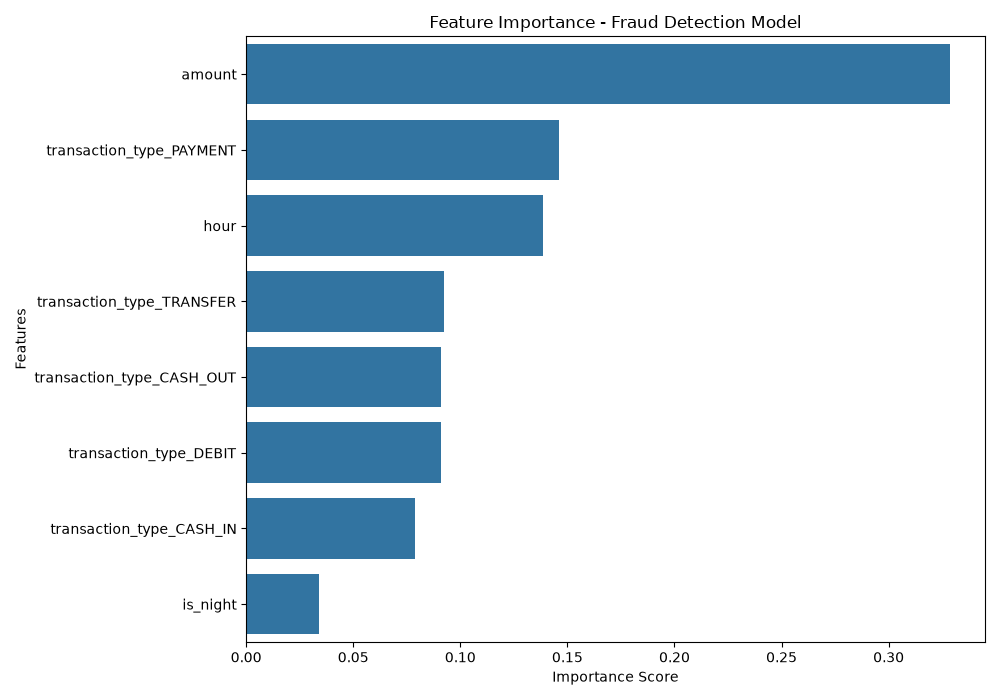 Feature Importance - Fraud Detection Model
Features
amount
transaction_type_PAYMENT
hour
transaction_type_TRANSFER
transaction_type_CASH_OUT
transaction_type_DEBIT
transaction_type_CASH_IN
is_night
0.00 0.05 0.10 0.15 0.20 0.25 0.30
Importance Score